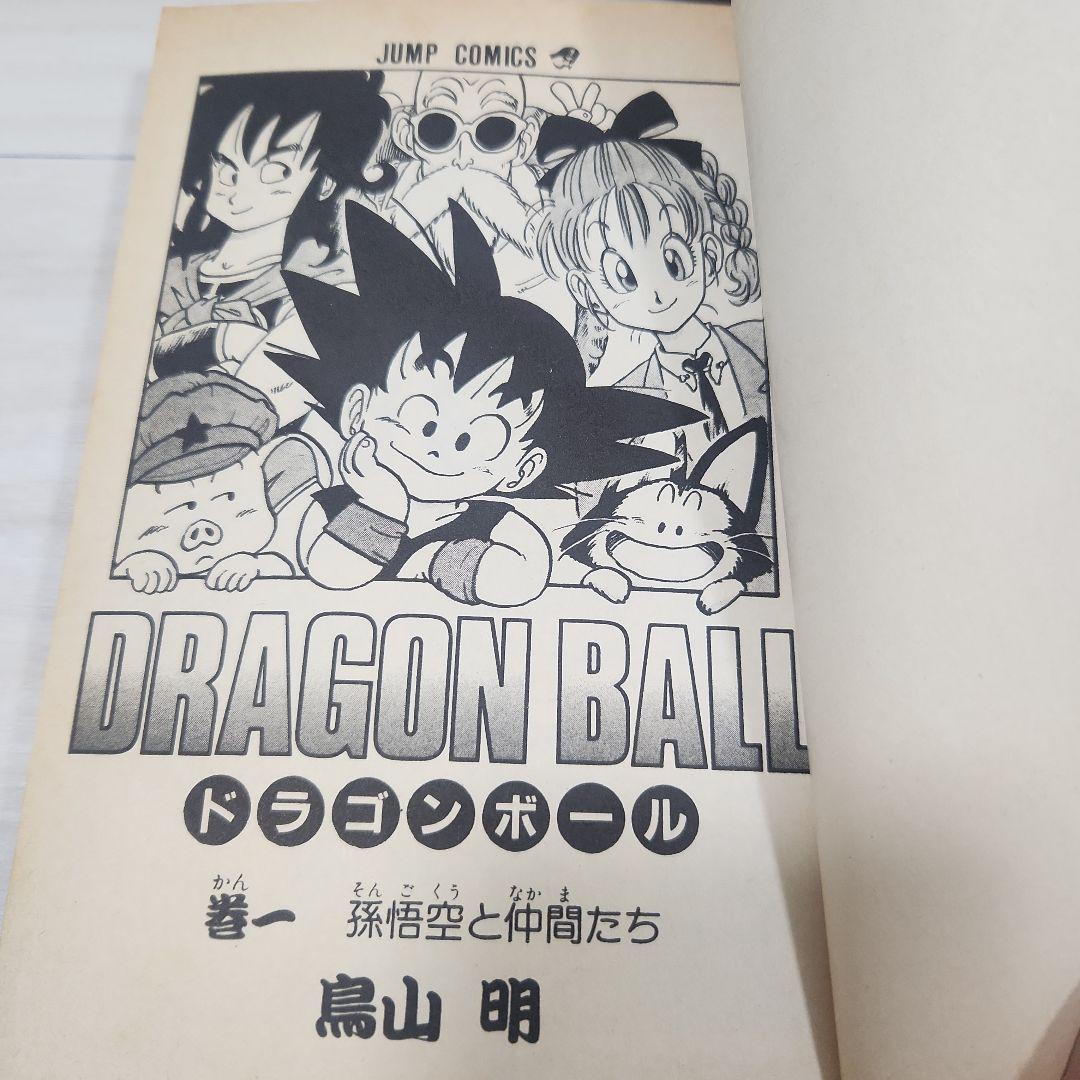 JUMP COMICS
DRAGON BALL
ドラゴンボール
かん そんごくう なかま
巻一 孫悟空と仲間たち
鳥山 明